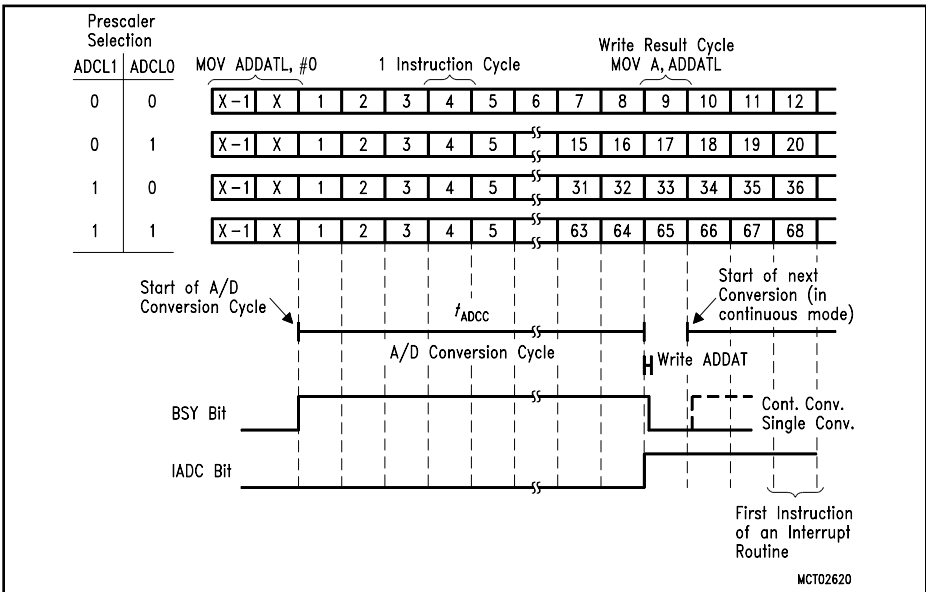 Prescaler
Selection
ADCL1 ADCL0
MOV ADDATL, #0
1 Instruction Cycle
Write Result Cycle
MOV A, ADDATL
0 0 X-1 X 1 2 3 4 5 6 7 8 9 10 11 12
0 1 X-1 X 1 2 3 4 5 15 16 17 18 19 20
1 0 X-1 X 1 2 3 4 5 31 32 33 34 35 36
1 1 X-1 X 1 2 3 4 5 63 64 65 66 67 68
Start of A/D
Conversion Cycle
tADCC
A/D Conversion Cycle
Start of next
Conversion (in
continuous mode)
Write ADDAT
BSY Bit
Cont. Conv.
Single Conv.
IADC Bit
First Instruction
of an Interrupt
Routine
MCT02620